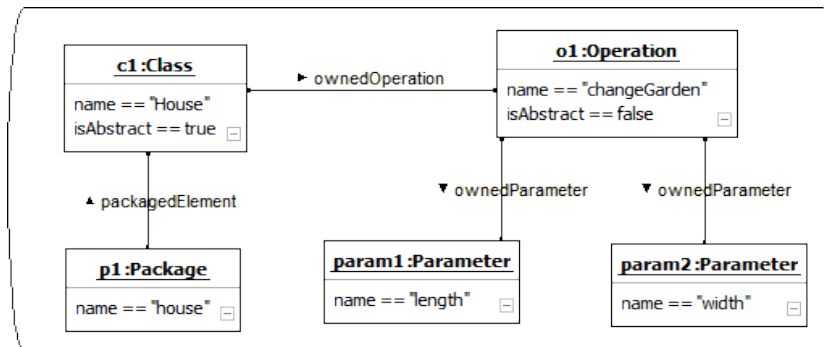 c1:Class
name == "House"
isAbstract == true
ownedOperation
o1:Operation
name == "changeGarden"
isAbstract == false
packagedElement
ownedParameter
ownedParameter
p1:Package
name == "house"
param1:Parameter
name == "length"
param2:Parameter
name == "width"